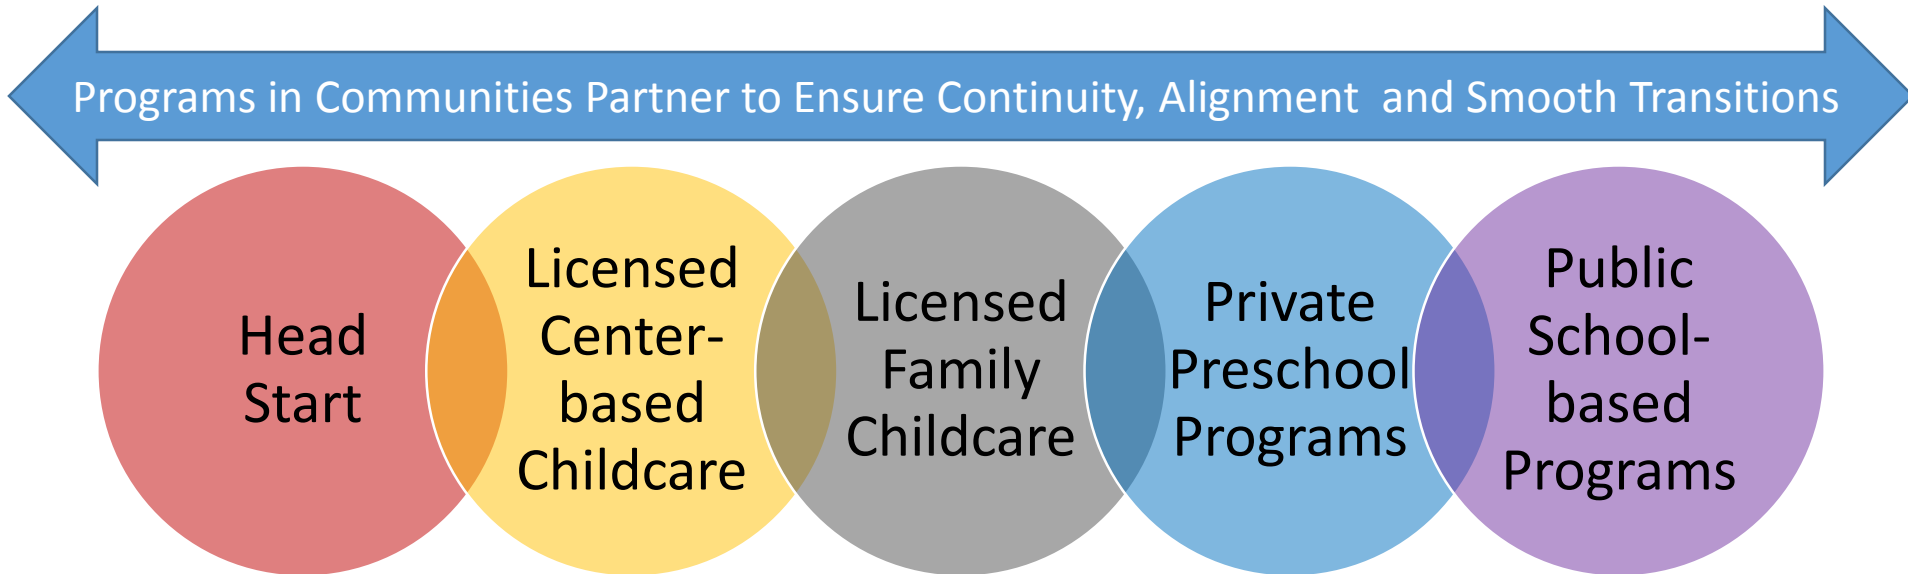 Programs in Communities Partner to Ensure Continuity, Alignment  and Smooth Transitions
Head
Start
Licensed
Center-
based
Childcare
Licensed
Family
Childcare
Private
Preschool
Programs
Public
School-
based
Programs